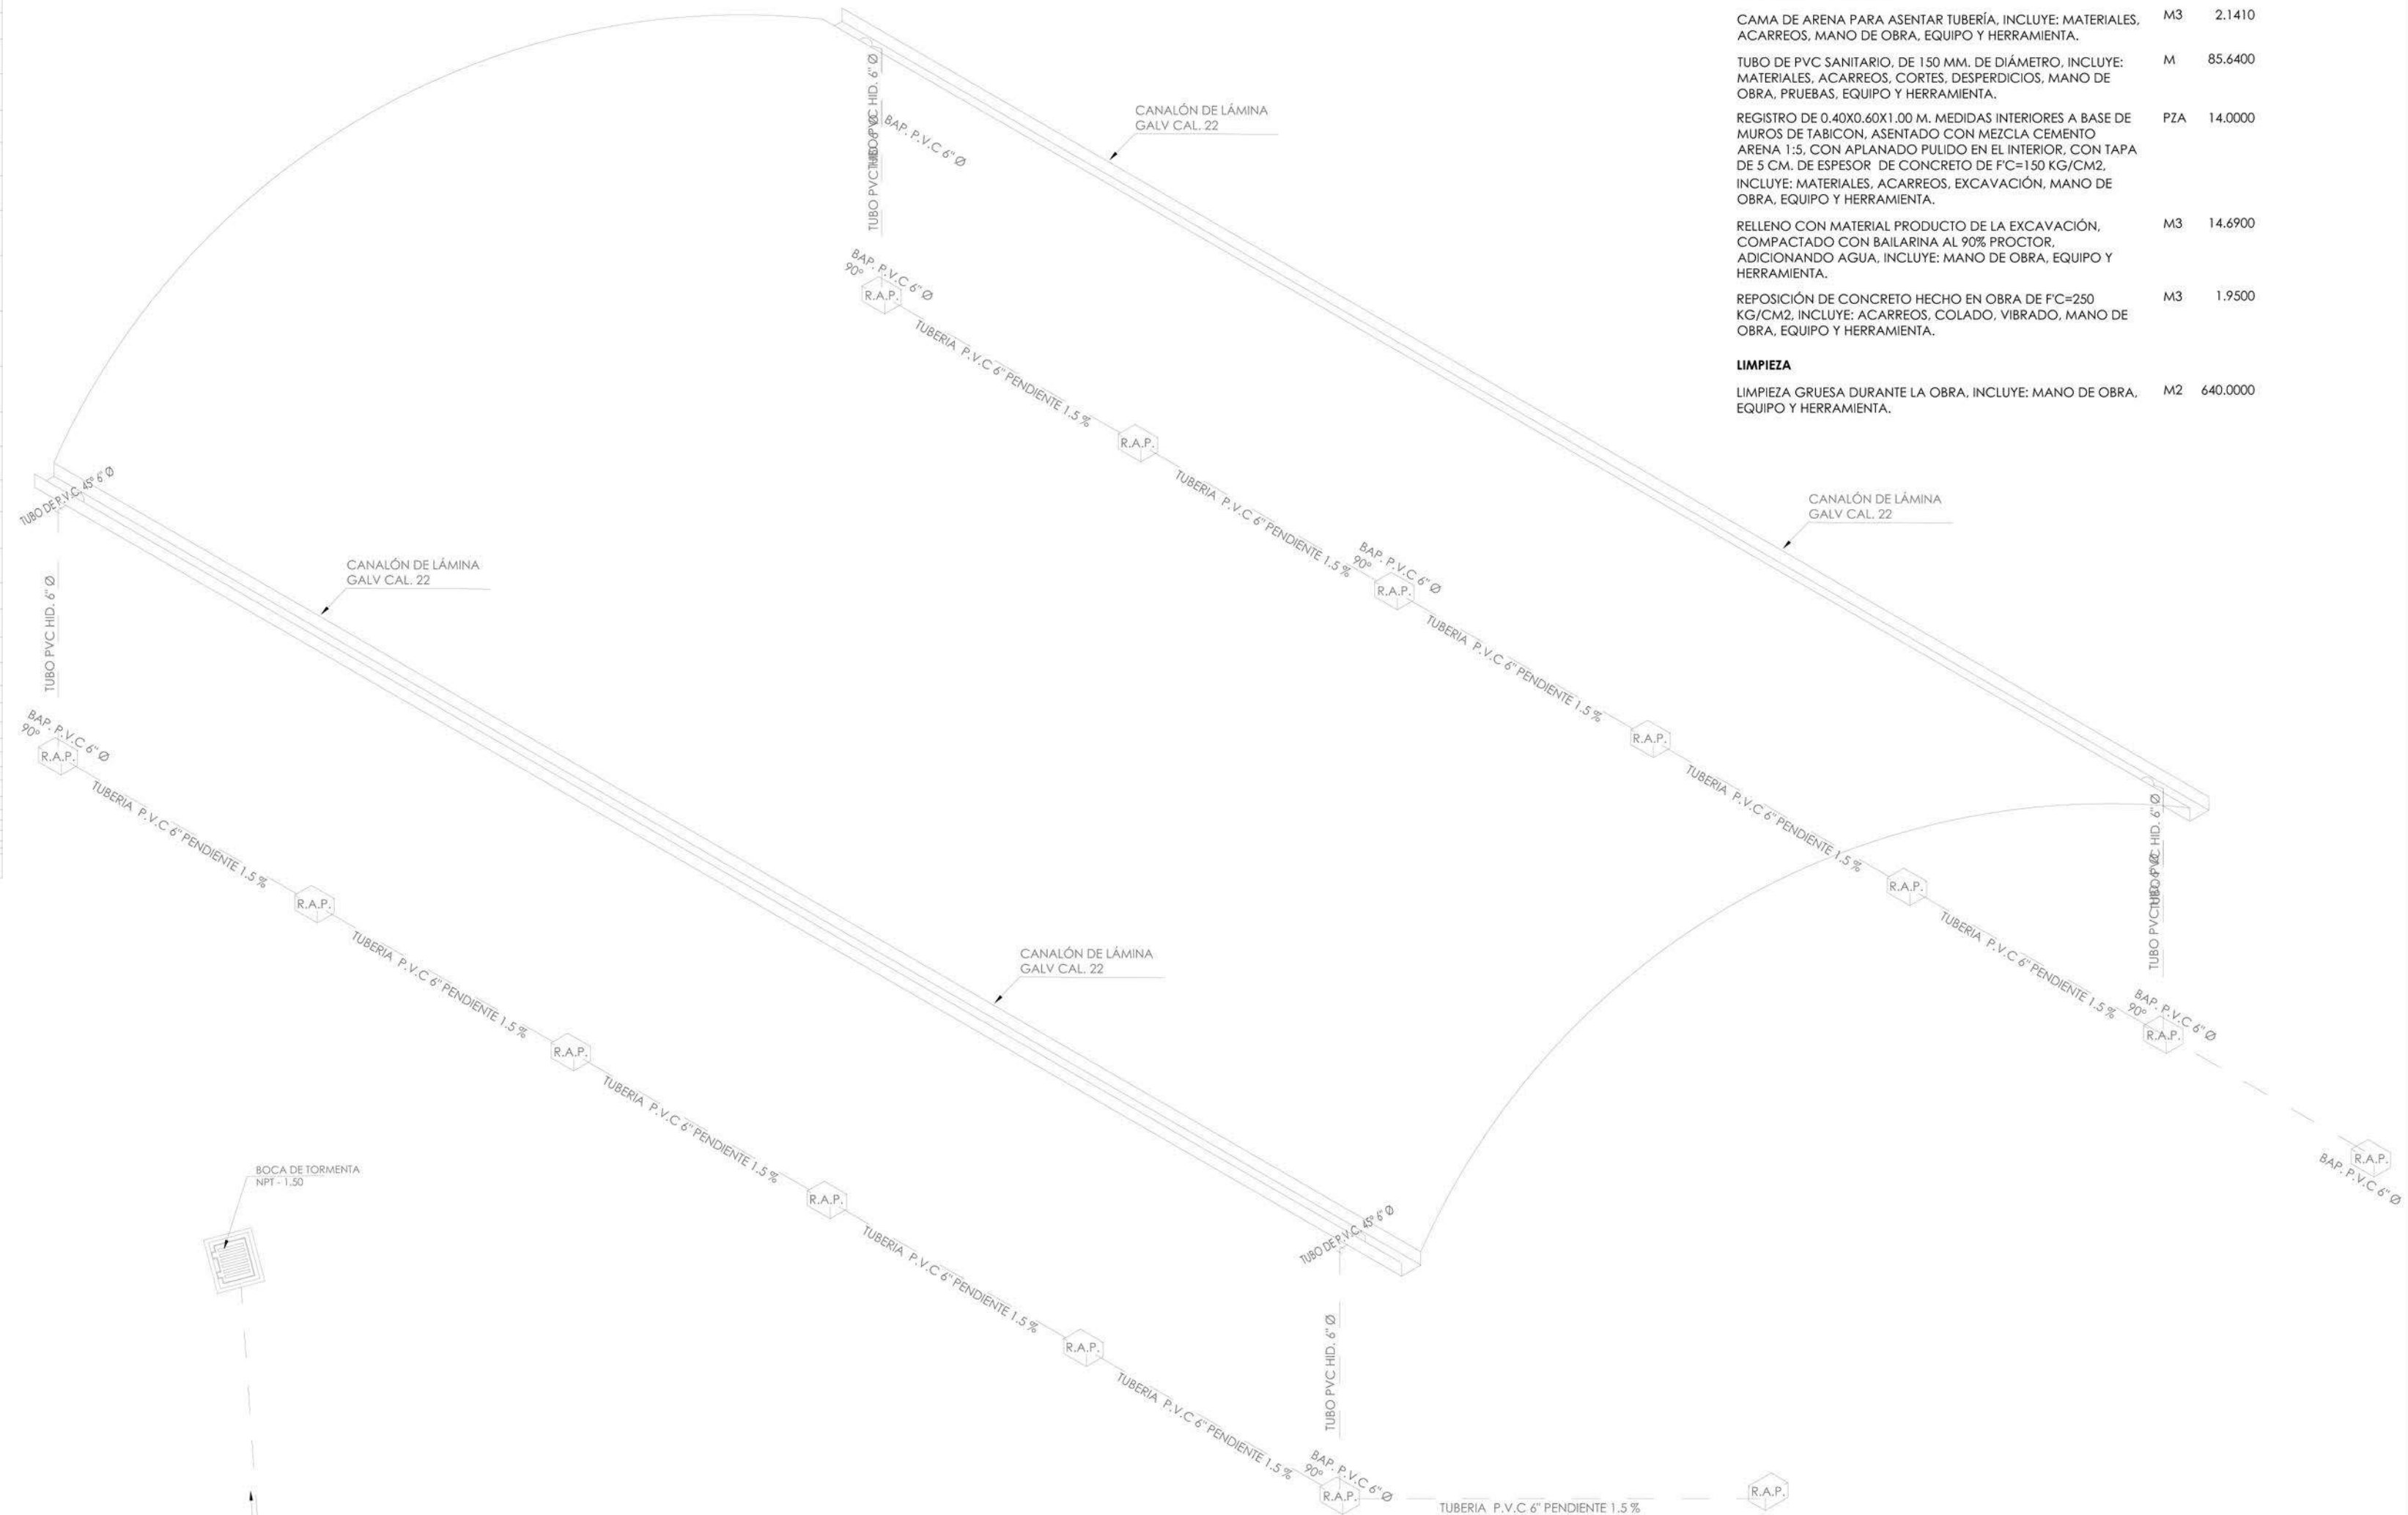 CAMA DE ARENA PARA ASENTAR TUBERÍA, INCLUYE: MATERIALES, M3 2.1410
ACARREOS, MANO DE OBRA, EQUIPO Y HERRAMIENTA.
TUBO DE PVC SANITARIO, DE 150 MM. DE DIÁMETRO, INCLUYE: M 85.6400
MATERIALES, ACARREOS, CORTES, DESPERDICIOS, MANO DE
OBRA, PRUEBAS, EQUIPO Y HERRAMIENTA.
REGISTRO DE 0.40X0.60X1.00 M. MEDIDAS INTERIORES A BASE DE PZA 14.0000
MUROS DE TABICON, ASENTADO CON MEZCLA CEMENTO
ARENA 1:5, CON APLANADO PULIDO EN EL INTERIOR, CON TAPA
DE 5 CM. DE ESPESOR DE CONCRETO DE F'C=150 KG/CM2,
INCLUYE: MATERIALES, ACARREOS, EXCAVACIÓN, MANO DE
OBRA, EQUIPO Y HERRAMIENTA.
RELLENO CON MATERIAL PRODUCTO DE LA EXCAVACIÓN, M3 14.6900
COMPACTADO CON BAILARINA AL 90% PROCTOR,
ADICIONANDO AGUA, INCLUYE: MANO DE OBRA, EQUIPO Y
HERRAMIENTA.
REPOSICIÓN DE CONCRETO HECHO EN OBRA DE F'C=250 M3 1.9500
KG/CM2, INCLUYE: ACARREOS, COLADO, VIBRADO, MANO DE
OBRA, EQUIPO Y HERRAMIENTA.
LIMPIEZA
LIMPIEZA GRUESA DURANTE LA OBRA, INCLUYE: MANO DE OBRA, M2 640.0000
EQUIPO Y HERRAMIENTA.
CANALÓN DE LÁMINA
GALV CAL. 22
TUBO PVC HID. 6" Ø
TUBO PVC HID. 6" Ø
BAP. P.V.C 6" Ø
BAP. P.V.C 6" Ø
90°
R.A.P.
TUBERIA P.V.C 6" PENDIENTE 1.5 %
R.A.P.
TUBERIA P.V.C 6" PENDIENTE 1.5 %
BAP. P.V.C 6" Ø
90°
R.A.P.
TUBERIA P.V.C 6" PENDIENTE 1.5 %
R.A.P.
TUBERIA P.V.C 6" PENDIENTE 1.5 %
R.A.P.
TUBERIA P.V.C 6" PENDIENTE 1.5 %
CANALÓN DE LÁMINA
GALV CAL. 22
TUBO PVC HID. 6" Ø
TUBO PVC HID. 6" Ø
BAP. P.V.C 6" Ø
90°
R.A.P.
R.A.P.
BAP. P.V.C 6" Ø
TUBO DE P.V.C. 45° 6" Ø
CANALÓN DE LÁMINA
GALV CAL. 22
TUBO PVC HID. 6" Ø
BAP. P.V.C 6" Ø
90°
R.A.P.
TUBERIA P.V.C 6" PENDIENTE 1.5 %
R.A.P.
TUBERIA P.V.C 6" PENDIENTE 1.5 %
R.A.P.
TUBERIA P.V.C 6" PENDIENTE 1.5 %
R.A.P.
TUBERIA P.V.C 6" PENDIENTE 1.5 %
R.A.P.
TUBERIA P.V.C 6" PENDIENTE 1.5 %
CANALÓN DE LÁMINA
GALV CAL. 22
TUBO DE P.V.C. 45° 6" Ø
TUBO PVC HID. 6" Ø
BAP. P.V.C 6" Ø
90°
R.A.P.
TUBERIA P.V.C 6" PENDIENTE 1.5 %
R.A.P.
BOCA DE TORMENTA
NPT - 1.50